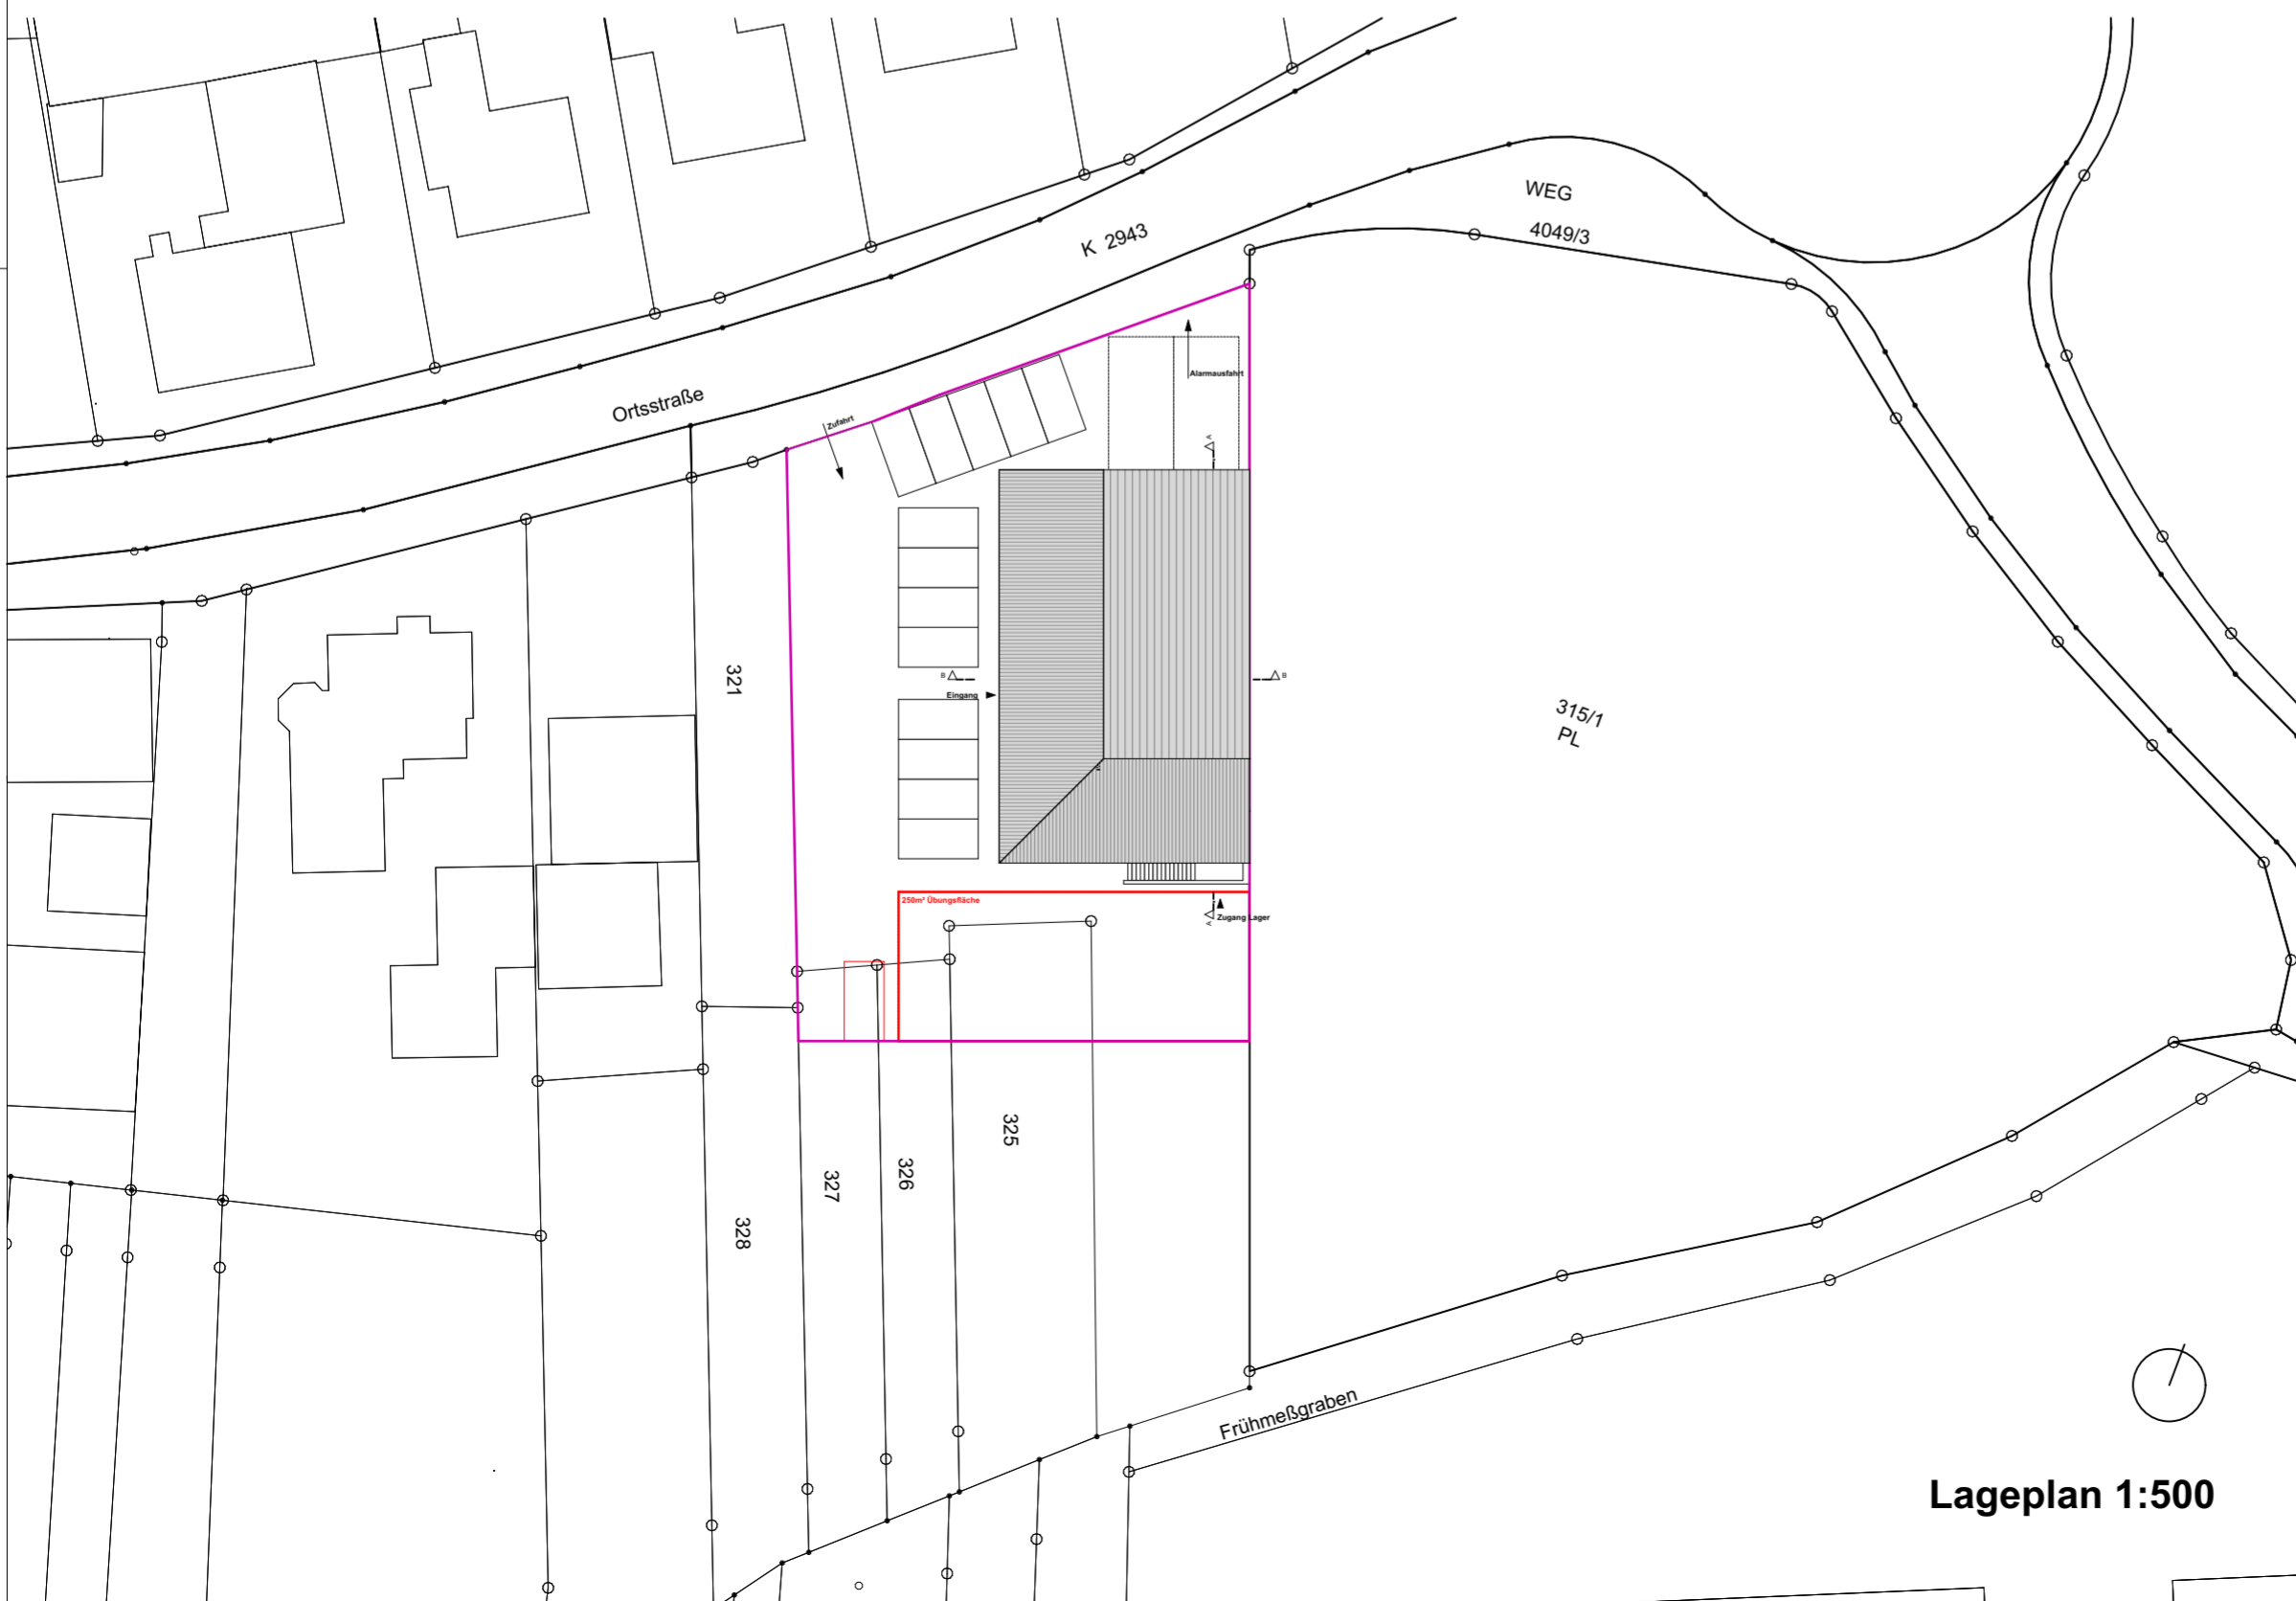 WEG
4049/3
K 2943
Alarmausfahrt
Ortsstraße
Zufahrt
A
321
B
B
Eingang
315/1
PL
250m² Übungsfläche
Zugang Lager
A
325
326
327
328
Frühmeßgraben
Lageplan 1:500